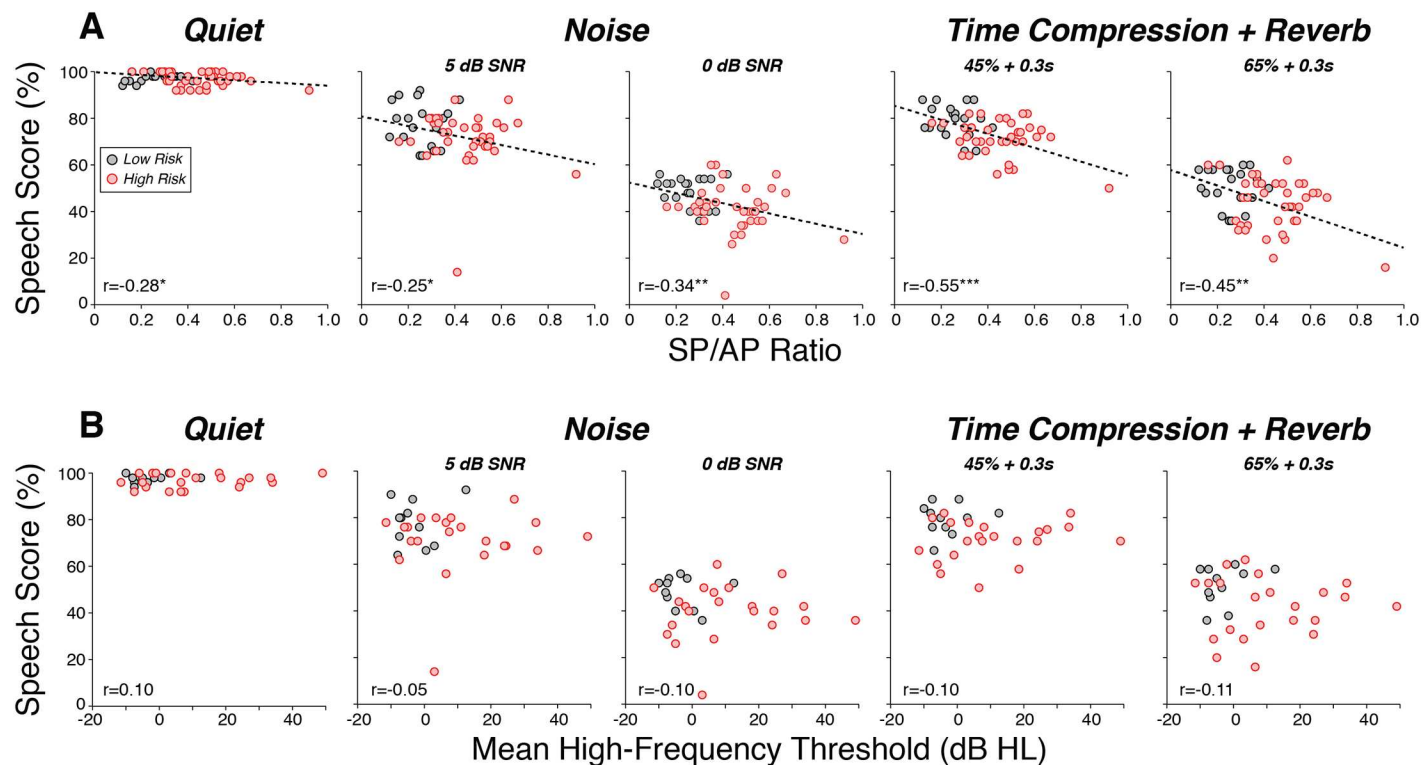 A
Quiet
Noise
Time Compression + Reverb
5 dB SNR
0 dB SNR
45% + 0.3s
65% + 0.3s
Speech Score (%)
100
80
60
40
20
0
Low Risk
High Risk
r=-0.28*
r=-0.25*
r=-0.34**
r=-0.55***
r=-0.45**
0 0.2 0.4 0.6 0.8 1.0
0 0.2 0.4 0.6 0.8 1.0
0 0.2 0.4 0.6 0.8 1.0
0 0.2 0.4 0.6 0.8 1.0
0 0.2 0.4 0.6 0.8 1.0
SP/AP Ratio
B
Quiet
Noise
Time Compression + Reverb
5 dB SNR
0 dB SNR
45% + 0.3s
65% + 0.3s
Speech Score (%)
100
80
60
40
20
0
r=0.10
r=-0.05
r=-0.10
r=-0.10
r=-0.11
-20 0 20 40
-20 0 20 40
-20 0 20 40
-20 0 20 40
-20 0 20 40
Mean High-Frequency Threshold (dB HL)